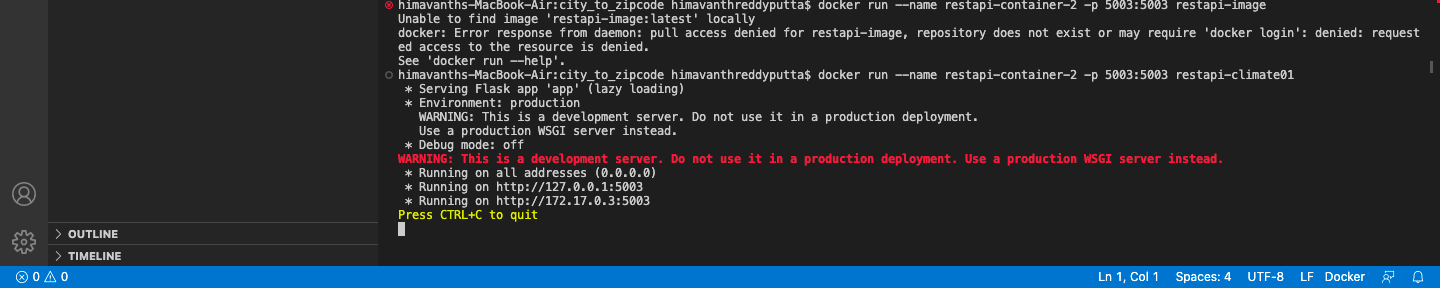 himavanths-MacBook-Air:city_to_zipcode himavanthreddyputta$ docker run --name restapi-container-2 -p 5003:5003 restapi-image
Unable to find image 'restapi-image:latest' locally
docker: Error response from daemon: pull access denied for restapi-image, repository does not exist or may require 'docker login': denied: request
ed access to the resource is denied.
See 'docker run --help'.
himavanths-MacBook-Air:city_to_zipcode himavanthreddyputta$ docker run --name restapi-container-2 -p 5003:5003 restapi-climate01
* Serving Flask app 'app' (lazy loading)
* Environment: production
WARNING: This is a development server. Do not use it in a production deployment.
Use a production WSGI server instead.
* Debug mode: off
WARNING: This is a development server. Do not use it in a production deployment. Use a production WSGI server instead.
* Running on all addresses (0.0.0.0)
* Running on http://127.0.0.1:5003
* Running on http://172.17.0.3:5003
Press CTRL+C to quit
OUTLINE
TIMELINE
0 0 Ln 1, Col 1 Spaces: 4 UTF-8 LF Docker